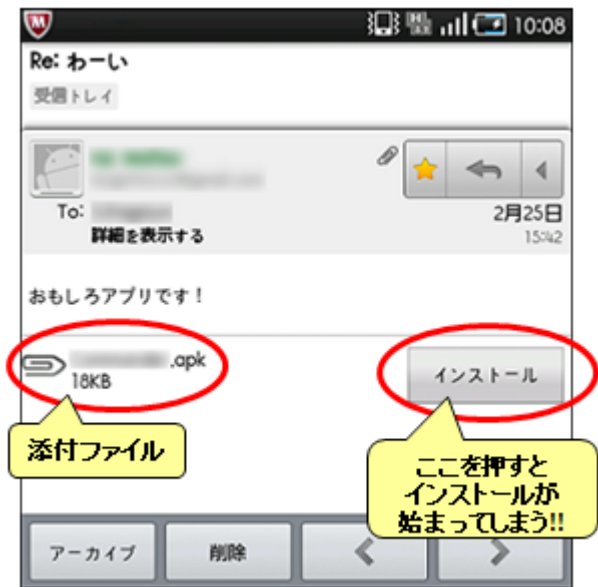 10:08
Re: わーい
受信トレイ
To:
詳細を表示する
2月25日
15:42
おもしろアプリです！
.apk
18KB
インストール
添付ファイル
ここを押すと
インストールが
始まってしまう!!
アーカイブ
削除